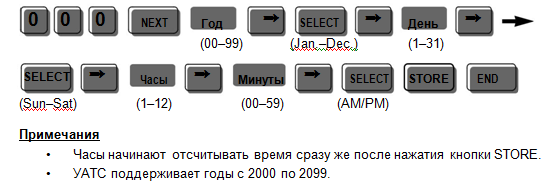 0 0 0 NEXT Год → SELECT → День → →
(00–99) (Jan.–Dec.) (1–31)
SELECT → Часы → Минуты → SELECT STORE END
(Sun–Sat) (1–12) (00–59) (AM/PM)
Примечания
• Часы начинают отсчитывать время сразу же после нажатия кнопки STORE.
• УАТС поддерживает годы с 2000 по 2099.